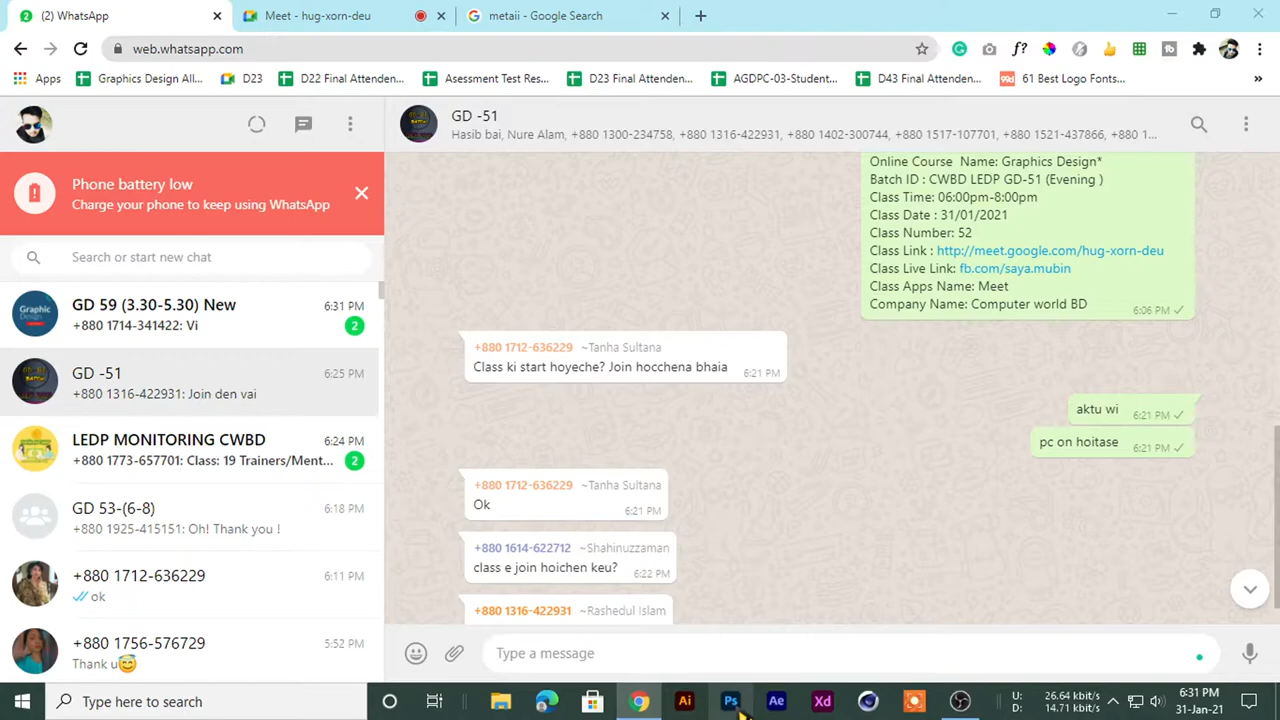 2 (2) WhatsApp
Meet - hug-xorn-deu
metaii - Google Search
web.whatsapp.com
Apps
Graphics Design All...
D23
D22 Final Attenden...
Asessment Test Res...
D23 Final Attenden...
AGDPC-03-Student...
D43 Final Attenden...
99d 61 Best Logo Fonts...
Phone battery low
Charge your phone to keep using WhatsApp
Search or start new chat
GD 59 (3.30-5.30) New 6:31 PM
+880 1714-341422: Vi 2
GD -51 6:25 PM
+880 1316-422931: Join den vai
LEDP MONITORING CWBD 6:24 PM
+880 1773-657701: Class: 19 Trainers/Ment... 2
GD 53-(6-8) 6:18 PM
+880 1925-415151: Oh! Thank you !
+880 1712-636229 6:11 PM
ok
+880 1756-576729 5:52 PM
Thank u😇
GD -51
Hasib bai, Nure Alam, +880 1300-234758, +880 1316-422931, +880 1402-300744, +880 1517-107701, +880 1521-437866, +880 1...
Online Course Name: Graphics Design*
Batch ID : CWBD LEDP GD-51 (Evening )
Class Time: 06:00pm-8:00pm
Class Date : 31/01/2021
Class Number: 52
Class Link : http://meet.google.com/hug-xorn-deu
Class Live Link: fb.com/saya.mubin
Class Apps Name: Meet
Company Name: Computer world BD
6:06 PM
+880 1712-636229 ~Tanha Sultana
Class ki start hoyeche? Join hocchena bhaia 6:21 PM
aktu wi 6:21 PM
pc on hoitase 6:21 PM
+880 1712-636229 ~Tanha Sultana
Ok 6:21 PM
+880 1614-622712 ~Shahinuzzaman
class e join hoichen keu? 6:22 PM
+880 1316-422931 ~Rashedul Islam
Type a message
Type here to search
Ai
Ps
Ae
Xd
U: 26.64 kbit/s
D: 14.71 kbit/s
6:31 PM
31-Jan-21